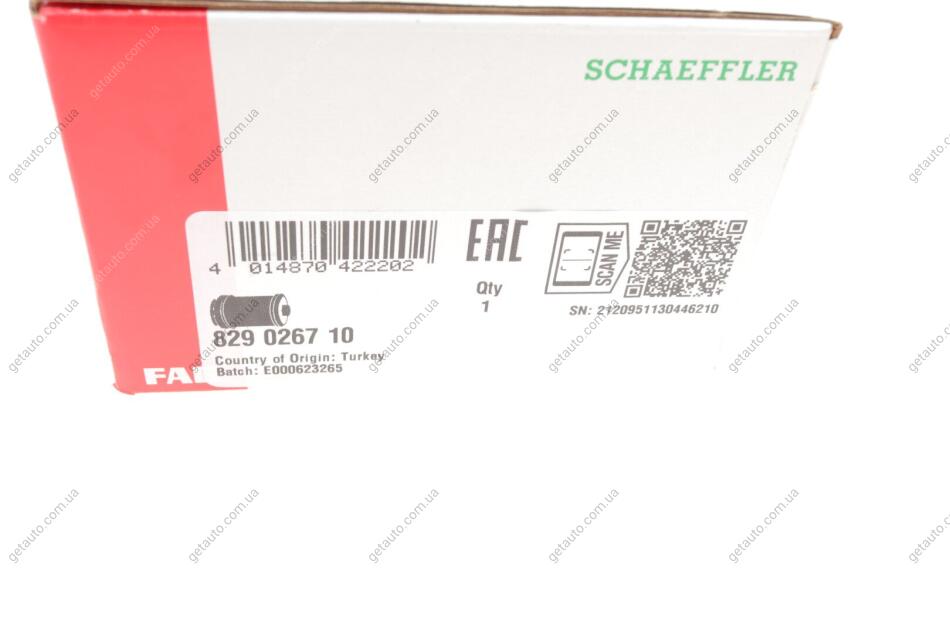 SCHAEFFLER
4 014870 422202
EAC
Qty
1
SCAN ME
SN: 2120951130446210
829 0267 10
Country of Origin: Turkey
Batch: E000623265
FA
getauto.com.ua